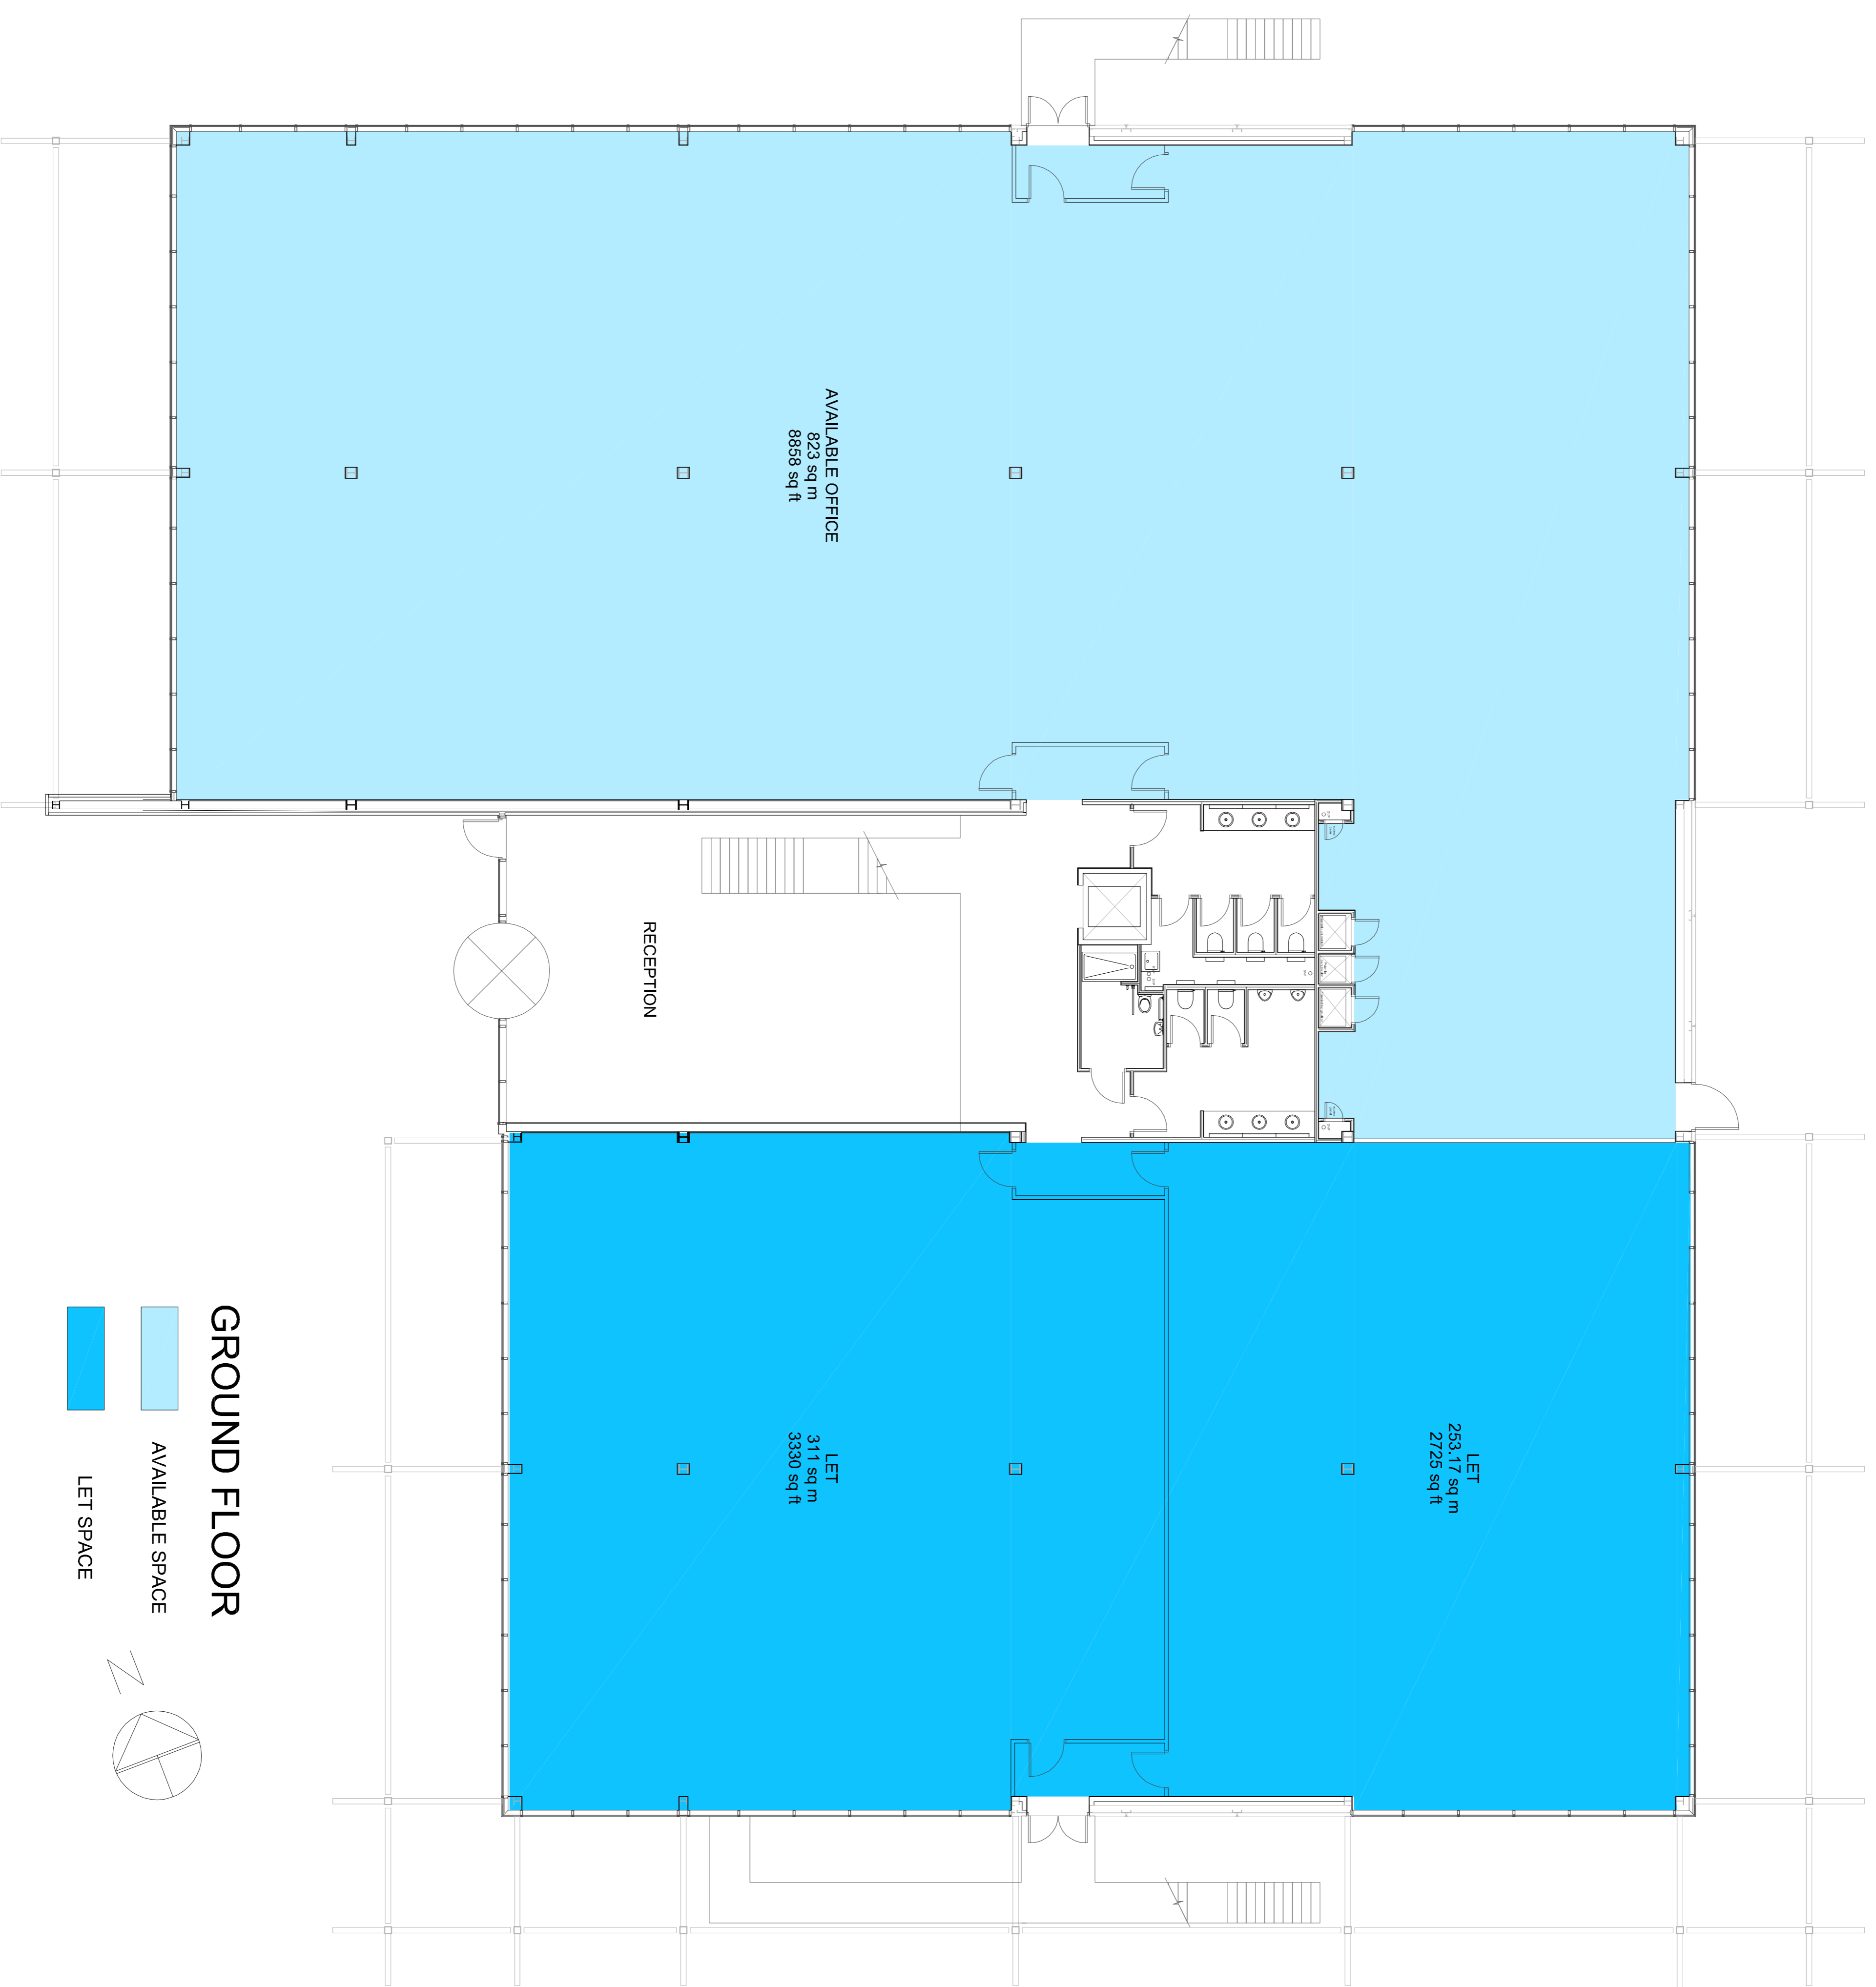 AVAILABLE OFFICE
823 sq m
8858 sq ft
RECEPTION
LET
253.17 sq m
2725 sq ft
LET
311 sq m
3330 sq ft
GROUND FLOOR
AVAILABLE SPACE
LET SPACE
N